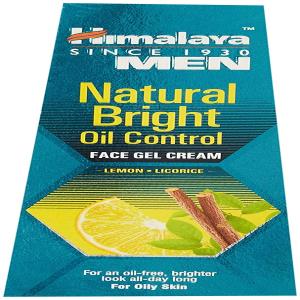 Himalaya™
SINCE 1930
MEN
Natural
Bright
Oil Control
FACE GEL CREAM
LEMON • LICORICE
For an oil-free, brighter
look all-day long
For Oily Skin